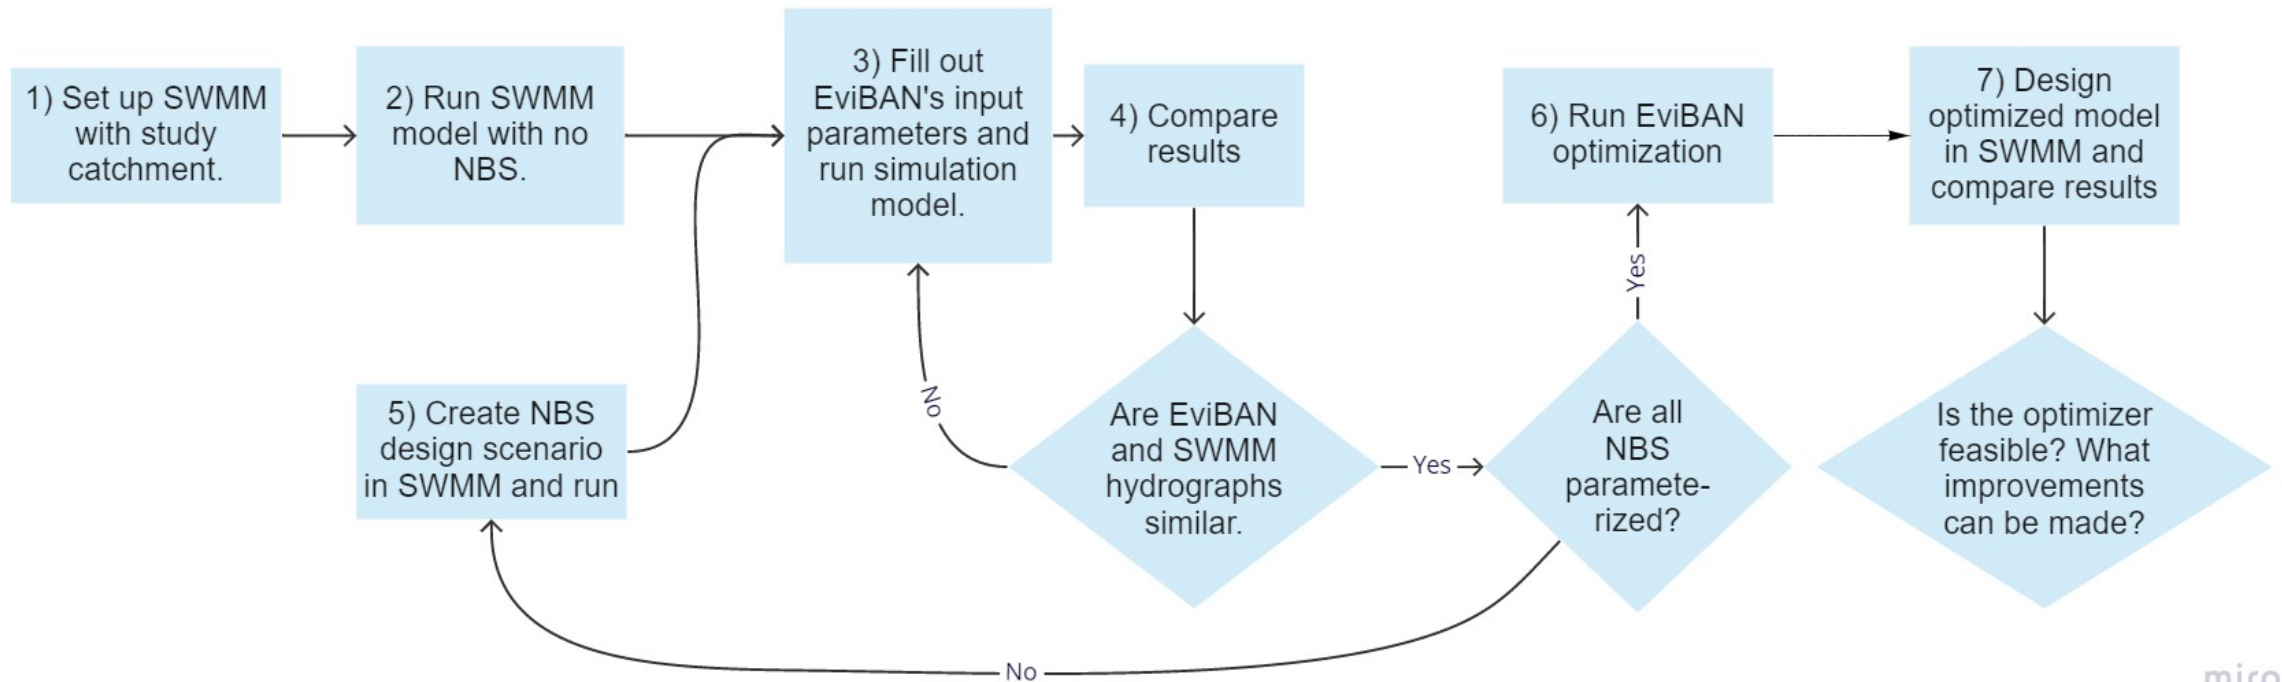 1) Set up SWMM
with study
catchment.
2) Run SWMM
model with no
NBS.
3) Fill out
EviBAN's input
parameters and
run simulation
model.
4) Compare
results
6) Run EviBAN
optimization
7) Design
optimized model
in SWMM and
compare results
Yes
No
5) Create NBS
design scenario
in SWMM and run
Are EviBAN
and SWMM
hydrographs
similar.
Yes
Are all
NBS
paramete-
rized?
Is the optimizer
feasible? What
improvements
can be made?
No
miro